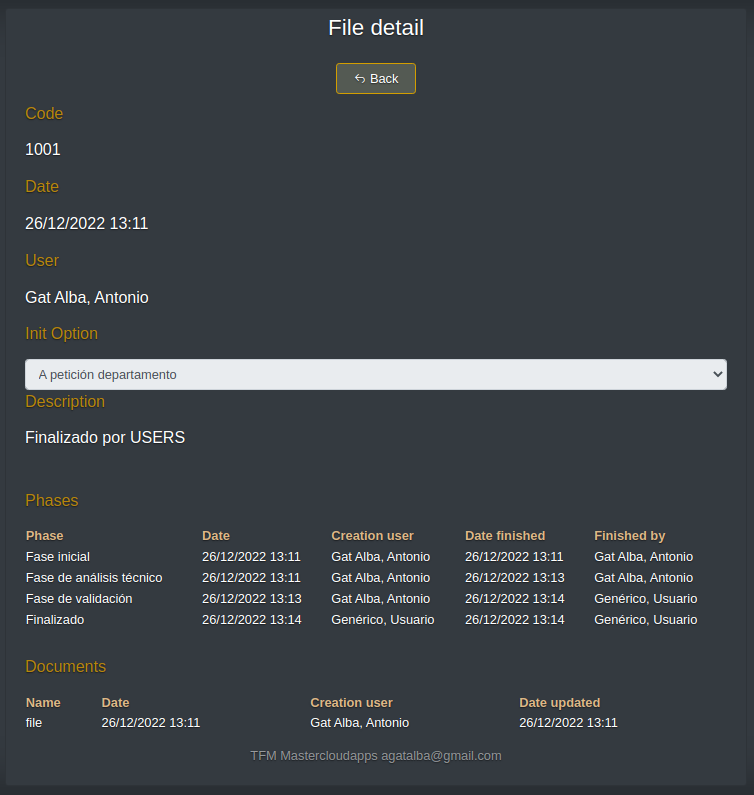 File detail
Back
Code
1001
Date
26/12/2022 13:11
User
Gat Alba, Antonio
Init Option
A petición departamento
Description
Finalizado por USERS
Phases
Phase Date Creation user Date finished Finished by
Fase inicial 26/12/2022 13:11 Gat Alba, Antonio 26/12/2022 13:11 Gat Alba, Antonio
Fase de análisis técnico 26/12/2022 13:11 Gat Alba, Antonio 26/12/2022 13:13 Gat Alba, Antonio
Fase de validación 26/12/2022 13:13 Gat Alba, Antonio 26/12/2022 13:14 Genérico, Usuario
Finalizado 26/12/2022 13:14 Genérico, Usuario 26/12/2022 13:14 Genérico, Usuario
Documents
Name Date Creation user Date updated
file 26/12/2022 13:11 Gat Alba, Antonio 26/12/2022 13:11
TFM Mastercloudapps agatalba@gmail.com